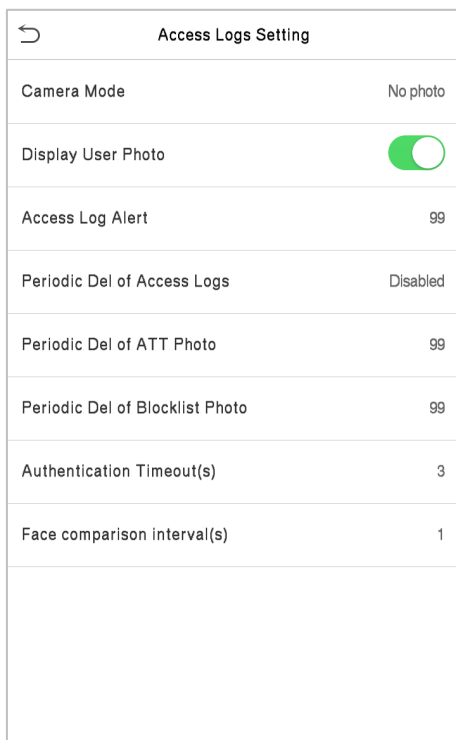 Access Logs Setting
Camera Mode No photo
Display User Photo
Access Log Alert 99
Periodic Del of Access Logs Disabled
Periodic Del of ATT Photo 99
Periodic Del of Blocklist Photo 99
Authentication Timeout(s) 3
Face comparison interval(s) 1